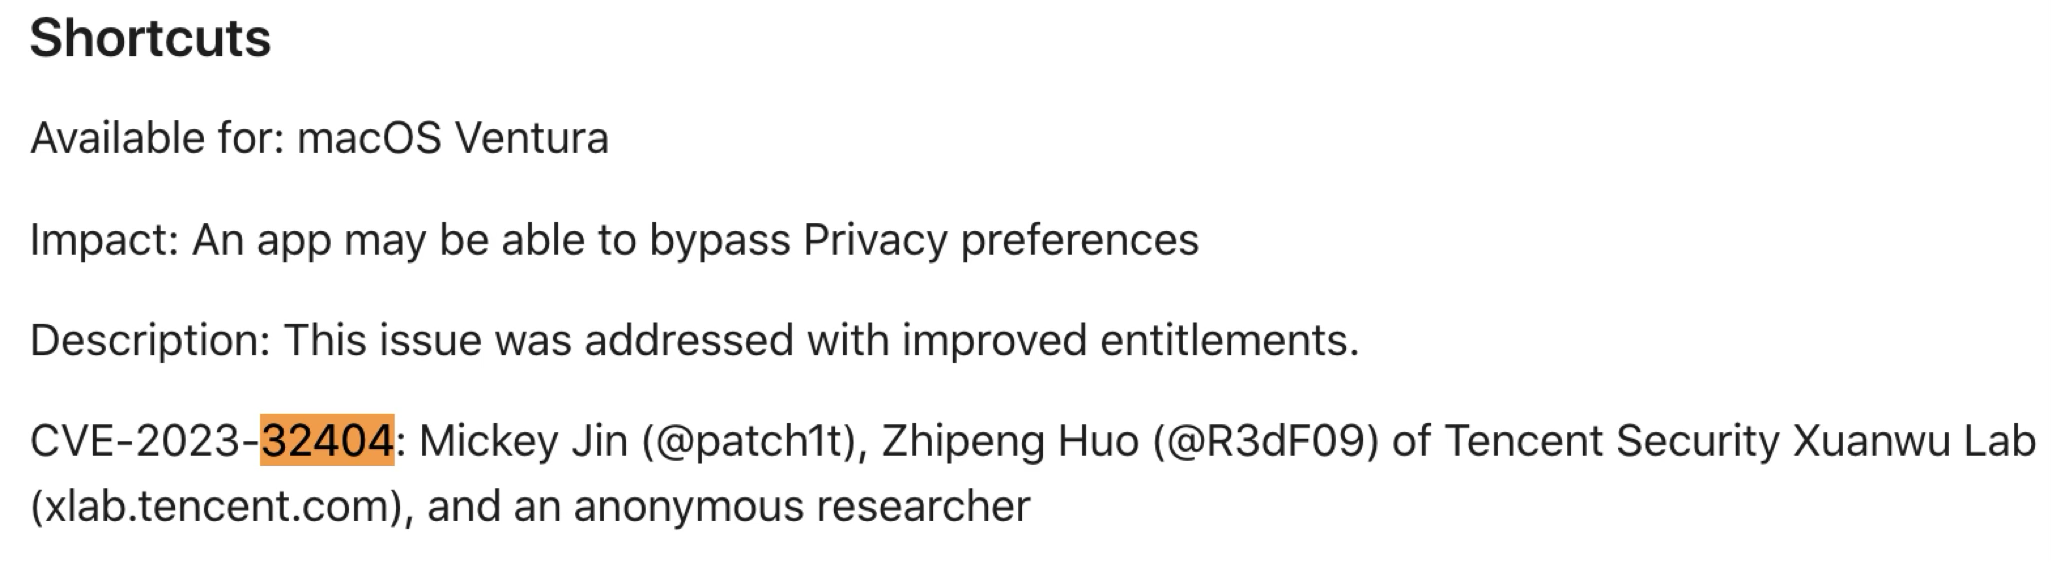 Shortcuts
Available for: macOS Ventura
Impact: An app may be able to bypass Privacy preferences
Description: This issue was addressed with improved entitlements.
CVE-2023-32404: Mickey Jin (@patch1t), Zhipeng Huo (@R3dF09) of Tencent Security Xuanwu Lab
(xlab.tencent.com), and an anonymous researcher